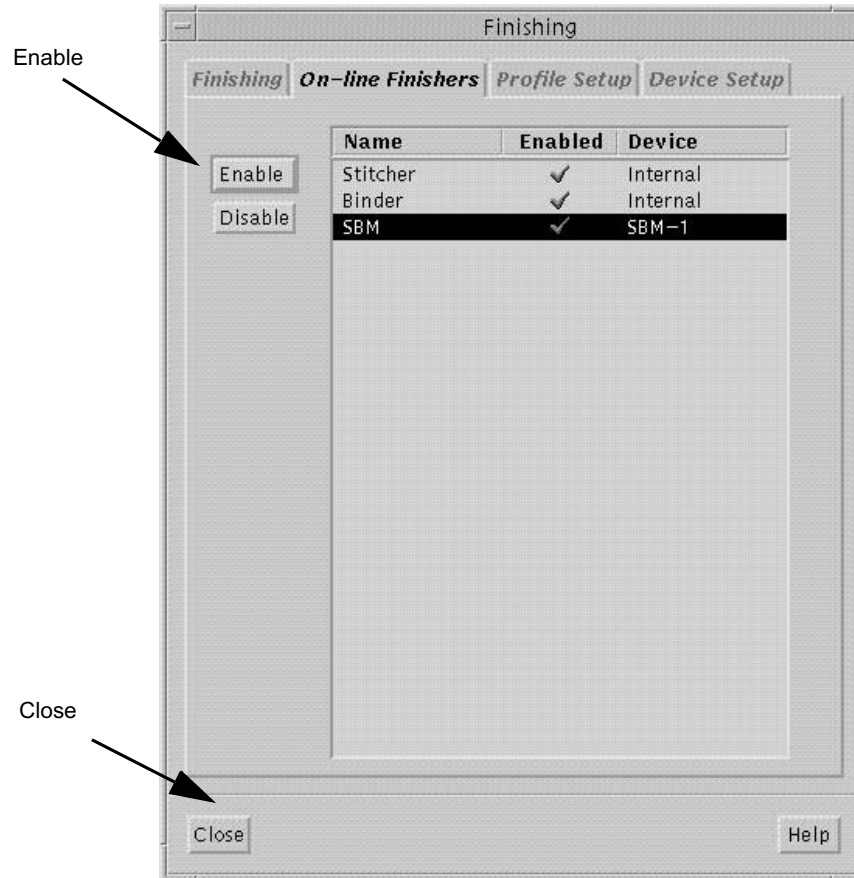 Finishing
Enable
Finishing On-line Finishers Profile Setup Device Setup
Name Enabled Device
Enable
Disable
Stitcher ✓ Internal
Binder ✓ Internal
SBM ✓ SBM-1
Close
Close
Help